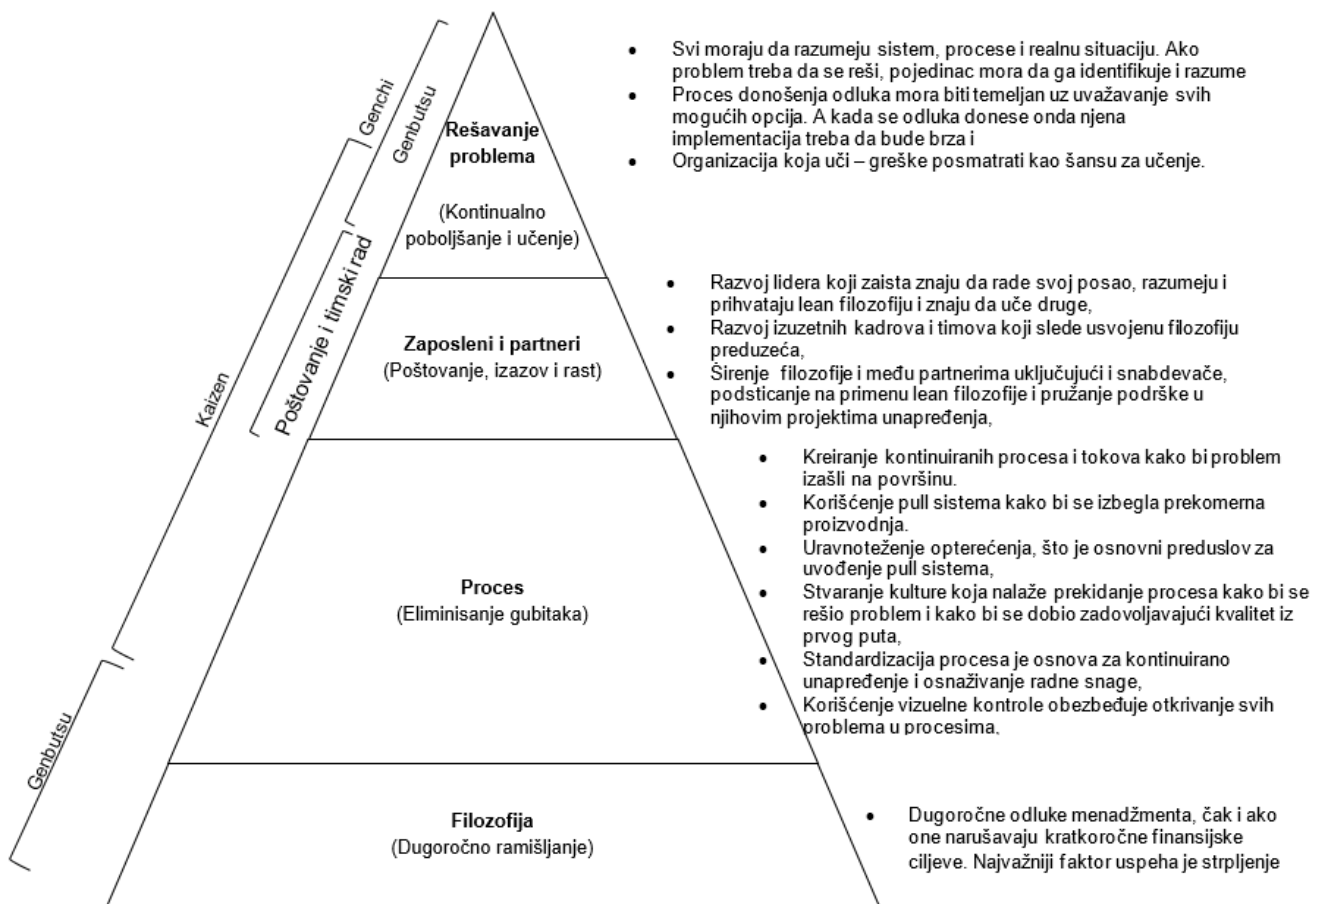 Genchi
Genbutsu
Rešavanje
problema
(Kontinualno
poboljšanje i učenje)
• Svi moraju da razumeju sistem, procese i realnu situaciju. Ako
problem treba da se reši, pojedinac mora da ga identifikuje i razume
• Proces donošenja odluka mora biti temeljan uz uvažavanje svih
mogućih opcija. A kada se odluka donese onda njena
implementacija treba da bude brza i
• Organizacija koja uči – greške posmatrati kao šansu za učenje.
Poštovanje i timski rad
Zaposleni i partneri
(Poštovanje, izazov i rast)
• Razvoj lidera koji zaista znaju da rade svoj posao, razumeju i
prihvataju lean filozofiju i znaju da uče druge,
• Razvoj izuzetnih kadrova i timova koji slede usvojenu filozofiju
preduzeća,
• Širenje filozofije i među partnerima uključujući i snabdevače,
podsticanje na primenu lean filozofije i pružanje podrške u
njihovim projektima unapređenja,
Kaizen
Proces
(Eliminisanje gubitaka)
• Kreiranje kontinuiranih procesa i tokova kako bi problem
izašli na površinu.
• Korišćenje pull sistema kako bi se izbegla prekomerna
proizvodnja.
• Uravnoteženje opterećenja, što je osnovni preduslov za
uvođenje pull sistema,
• Stvaranje kulture koja nalaže prekidanje procesa kako bi se
rešio problem i kako bi se dobio zadovoljavajući kvalitet iz
prvog puta,
• Standardizacija procesa je osnova za kontinuirano
unapređenje i osnaživanje radne snage,
• Korišćenje vizuelne kontrole obezbeđuje otkrivanje svih
problema u procesima.
Genbutsu
Filozofija
(Dugoročno ramišljanje)
• Dugoročne odluke menadžmenta, čak i ako
one narušavaju kratkoročne finansijske
ciljeve. Najvažniji faktor uspeha je strpljenje